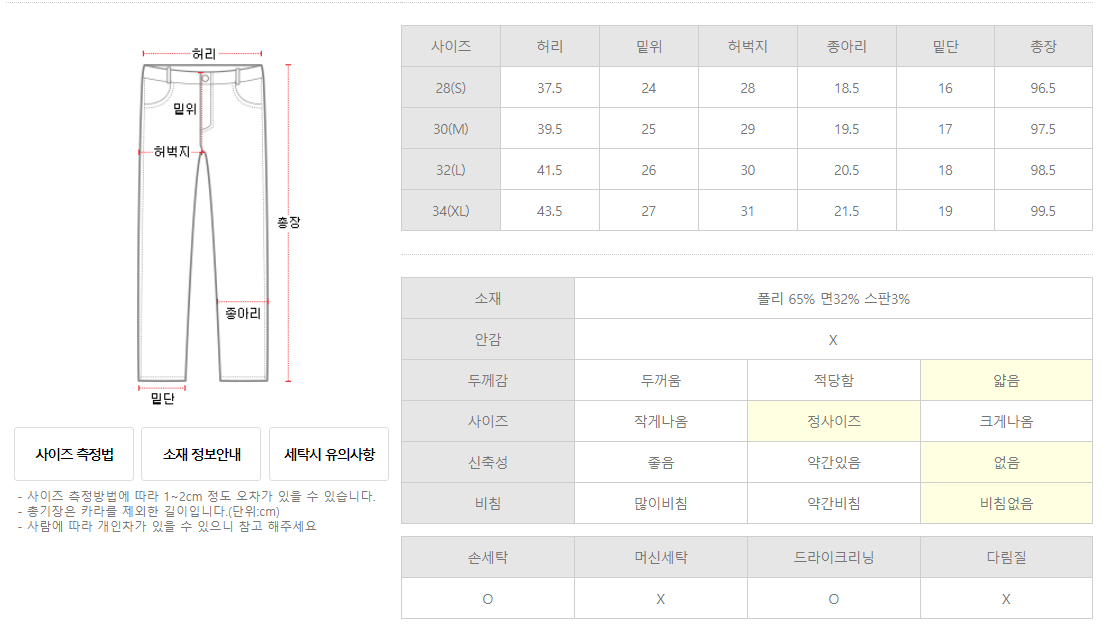 허리
밑위
허벅지
총장
종아리
밑단
사이즈 측정법 소재 정보안내 세탁시 유의사항
- 사이즈 측정방법에 따라 1~2cm 정도 오차가 있을 수 있습니다.
- 총기장은 카라를 제외한 길이입니다.(단위:cm)
- 사람에 따라 개인차가 있을 수 있으니 참고 해주세요
사이즈 허리 밑위 허벅지 종아리 밑단 총장
28(S) 37.5 24 28 18.5 16 96.5
30(M) 39.5 25 29 19.5 17 97.5
32(L) 41.5 26 30 20.5 18 98.5
34(XL) 43.5 27 31 21.5 19 99.5
소재 폴리 65% 면32% 스판3%
안감 X
두께감 두꺼움 적당함 얇음
사이즈 작게나옴 정사이즈 크게나옴
신축성 좋음 약간있음 없음
비침 많이비침 약간비침 비침없음
손세탁 머신세탁 드라이크리닝 다림질
O X O X